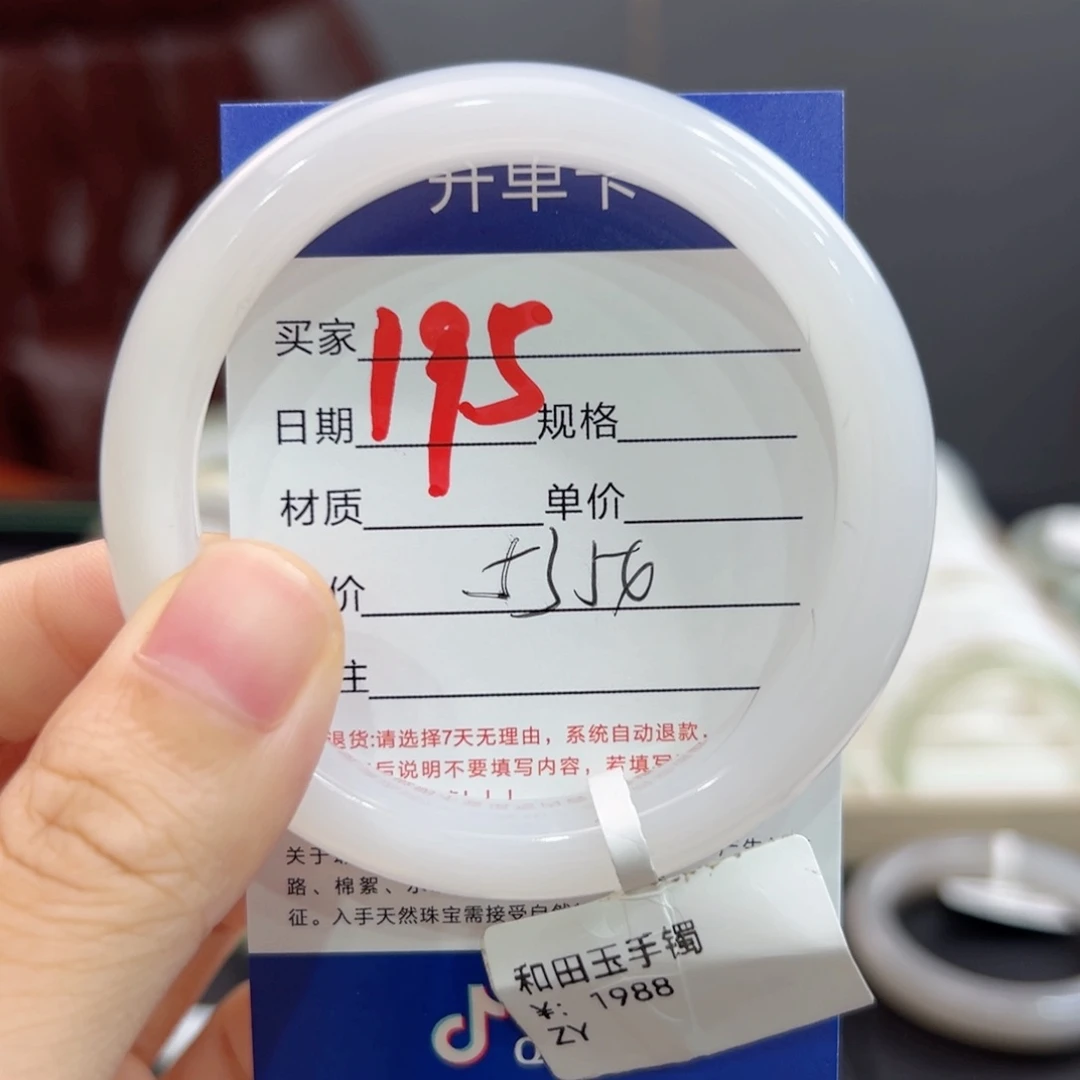 开单卡
买家 195
日期 规格
材质 单价
价
主
退货:请选择7天无理由，系统自动退款.
后说明不要填写内容，若填写
关于
路、棉絮、
征。入手天然珠宝需接受自然
和田玉手镯
1988
ZY